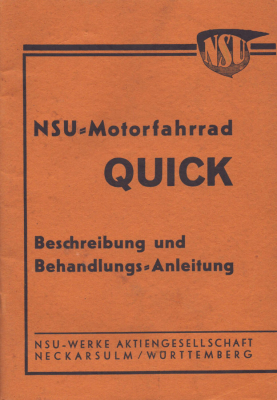 NSU
NSU=Motorfahrrad
QUICK
Beschreibung und
Behandlungs=Anleitung
NSU-WERKE AKTIENGESELLSCHAFT
NECKARSULM/WÜRTTEMBERG